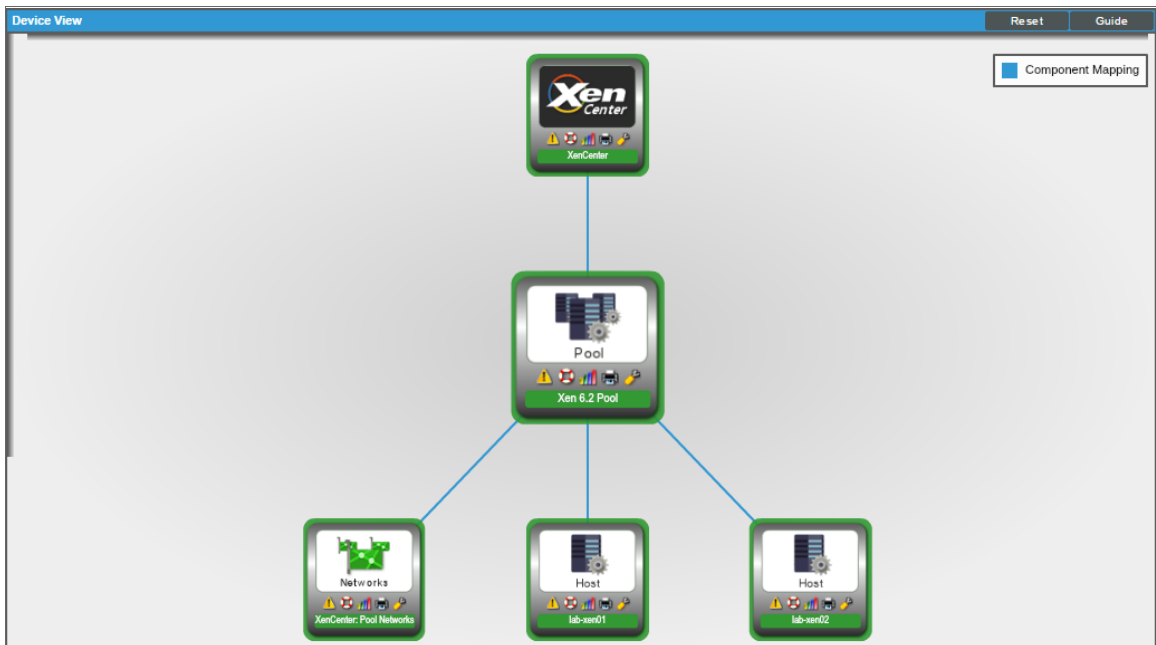 Device View
Reset
Guide
Component Mapping
Xen
Center
XenCenter
Pool
Xen 6.2 Pool
Networks
XenCenter: Pool Networks
Host
lab-xen01
Host
lab-xen02